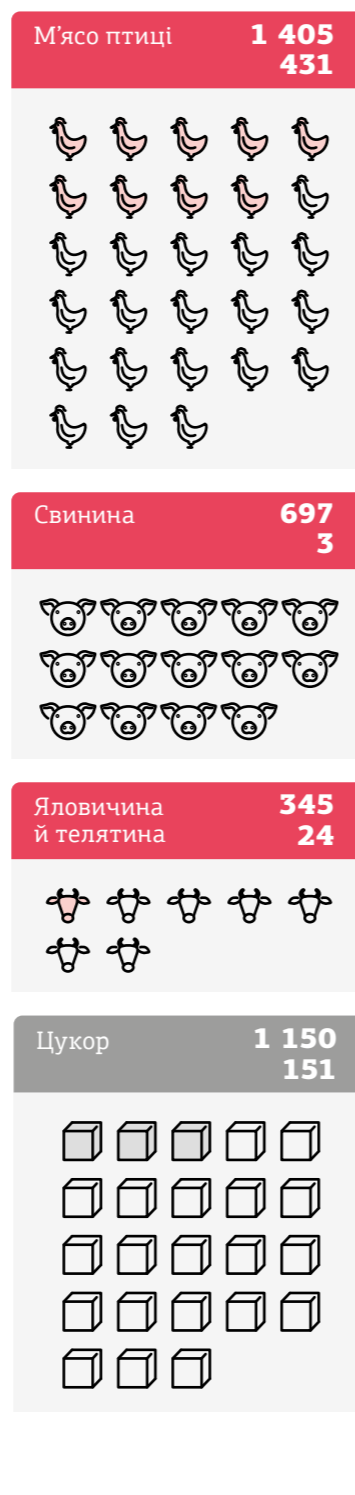 М’ясо птиці 1 405
431
Свинина 697
3
Яловичина 345
й телятина 24
Цукор 1 150
151